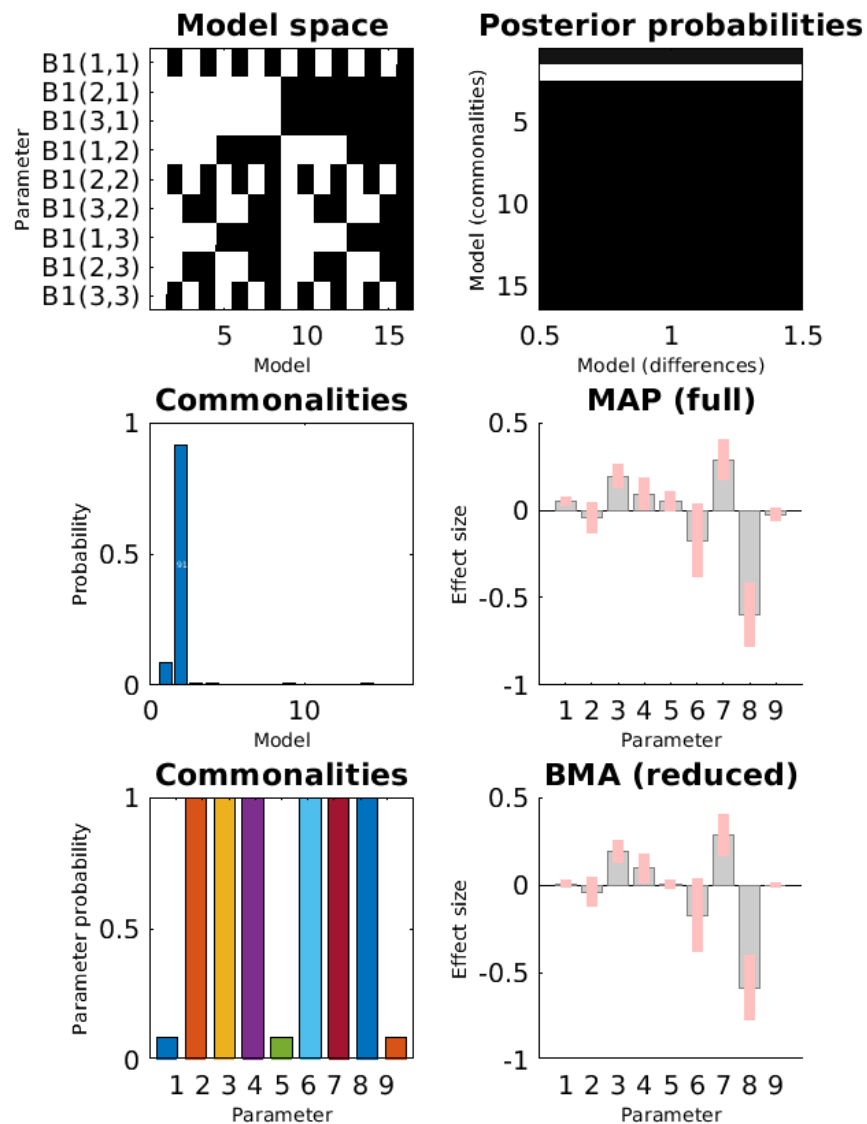 Model space
Parameter
B1(1,1)
B1(2,1)
B1(3,1)
B1(1,2)
B1(2,2)
B1(3,2)
B1(1,3)
B1(2,3)
B1(3,3)
5 10 15
Model
Posterior probabilities
Model (commonalities)
5
10
15
0.5 1 1.5
Model (differences)
Commonalities
Probability
1
0.5
0
91
0 10
Model
MAP (full)
Effect size
0.5
0
-0.5
-1
1 2 3 4 5 6 7 8 9
Parameter
Commonalities
Parameter probability
1
0.5
0
1 2 3 4 5 6 7 8 9
Parameter
BMA (reduced)
Effect size
0.5
0
-0.5
-1
1 2 3 4 5 6 7 8 9
Parameter